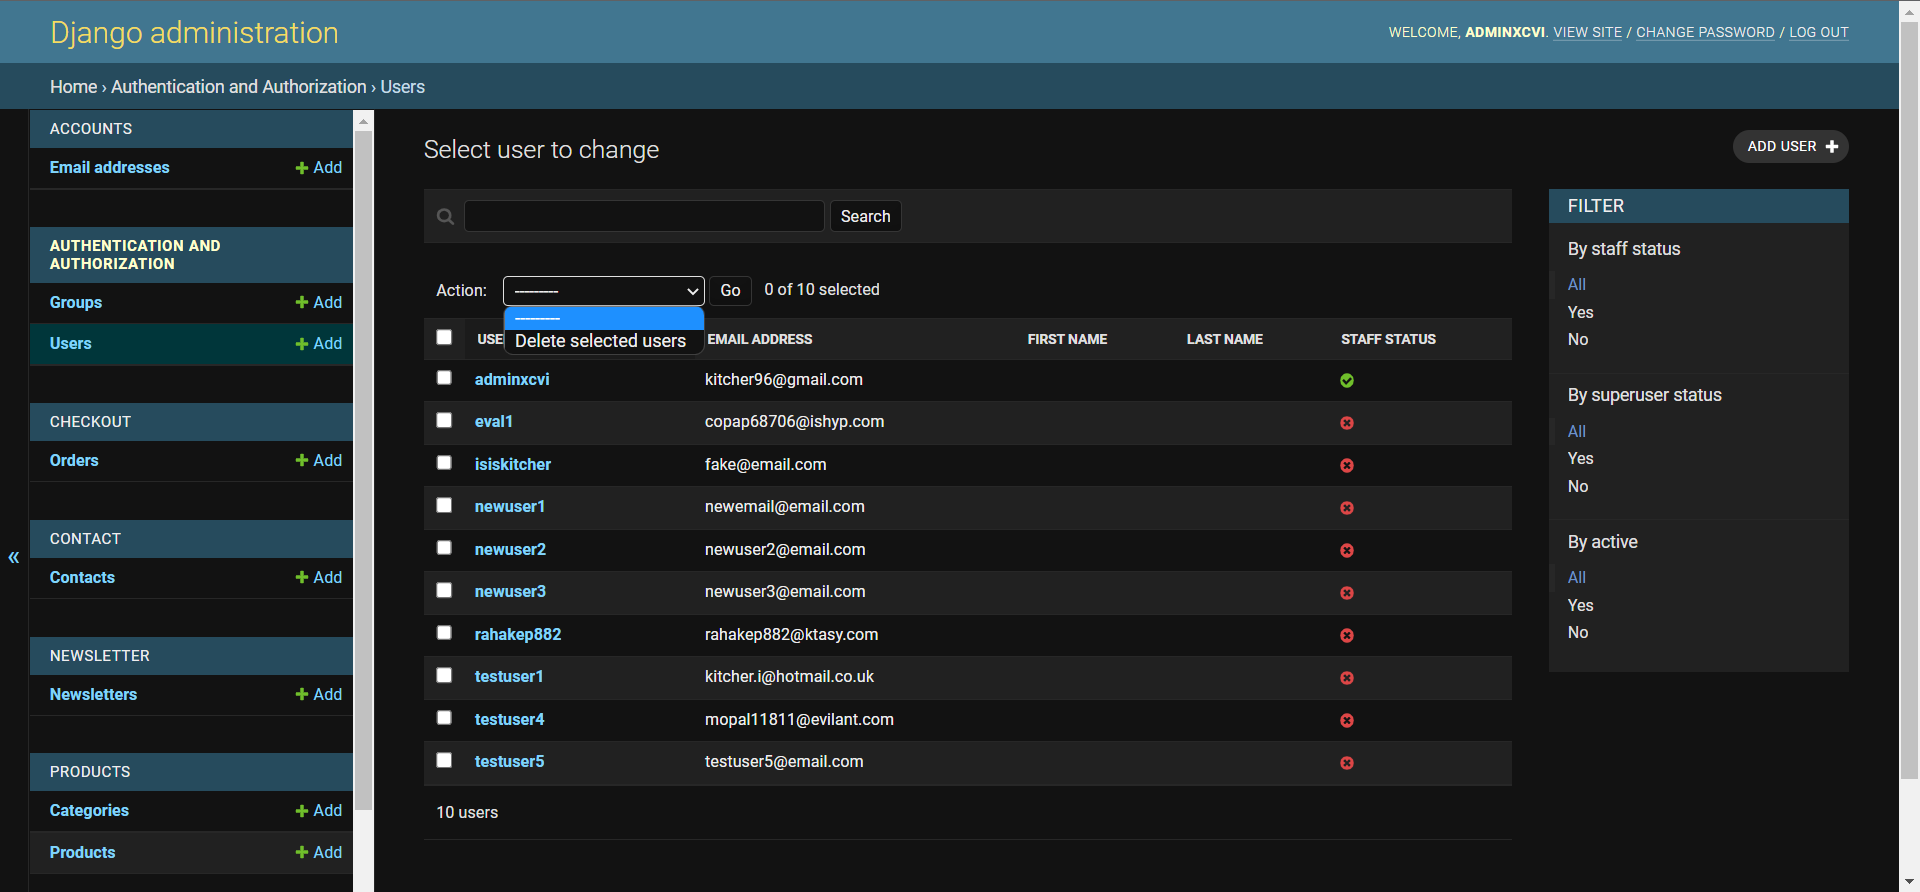 Django administration
WELCOME, ADMINXCVI. VIEW SITE / CHANGE PASSWORD / LOG OUT
Home › Authentication and Authorization › Users
«
ACCOUNTS
Email addresses Add
AUTHENTICATION AND
AUTHORIZATION
Groups Add
Users Add
CHECKOUT
Orders Add
CONTACT
Contacts Add
NEWSLETTER
Newsletters Add
PRODUCTS
Categories Add
Products Add
Select user to change
ADD USER
Search
Action: --------- Go 0 of 10 selected
---------
Delete selected users
USE EMAIL ADDRESS FIRST NAME LAST NAME STAFF STATUS
adminxcvi kitcher96@gmail.com
eval1 copap68706@ishyp.com
isiskitcher fake@email.com
newuser1 newemail@email.com
newuser2 newuser2@email.com
newuser3 newuser3@email.com
rahakep882 rahakep882@ktasy.com
testuser1 kitcher.i@hotmail.co.uk
testuser4 mopal11811@evilant.com
testuser5 testuser5@email.com
10 users
FILTER
By staff status
All
Yes
No
By superuser status
All
Yes
No
By active
All
Yes
No